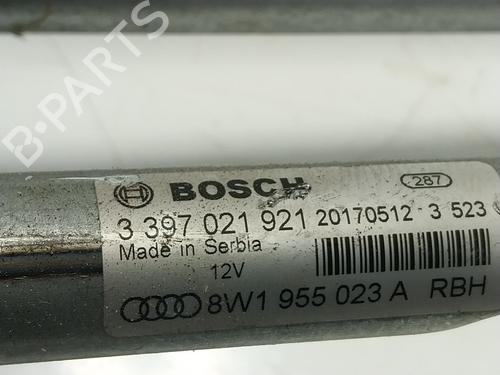 B-PARTS
BOSCH
287
3 397 021 921 20170512 - 3 523
Made in Serbia
12V
8W1 955 023 A RBH